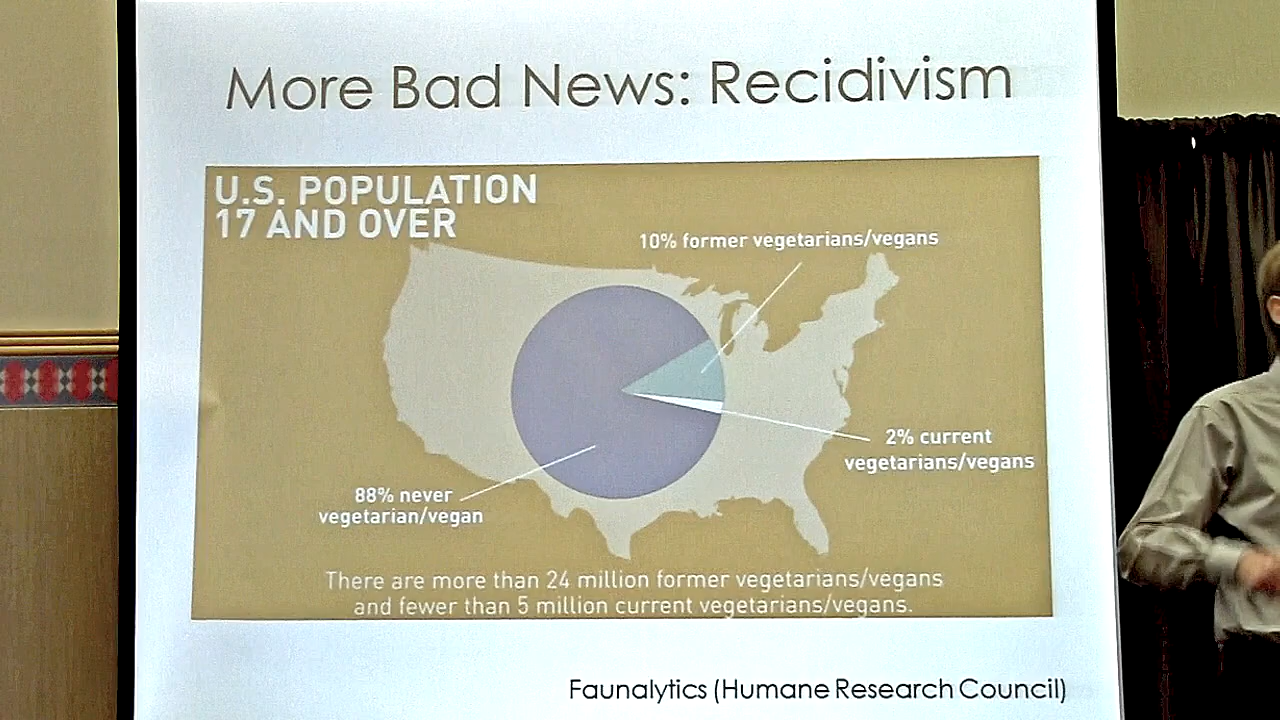 More Bad News: Recidivism
U.S. POPULATION
17 AND OVER
10% former vegetarians/vegans
2% current
vegetarians/vegans
88% never
vegetarian/vegan
There are more than 24 million former vegetarians/vegans
and fewer than 5 million current vegetarians/vegans.
Faunalytics (Humane Research Council)